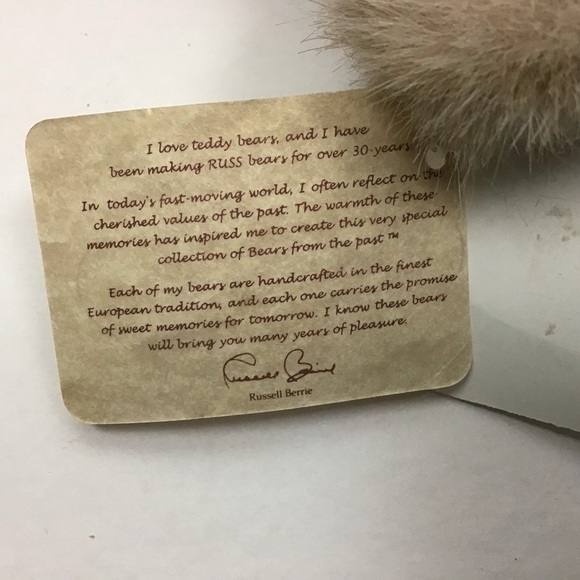 I love teddy bears, and I have
been making RUSS bears for over 30-years
In today's fast-moving world, I often reflect on the
cherished values of the past. The warmth of these
memories has inspired me to create this very special
collection of Bears from the past ™
Each of my bears are handcrafted in the finest
European tradition, and each one carries the promise
of sweet memories for tomorrow. I know these bears
will bring you many years of pleasure.
Russell Berrie
Russell Berrie